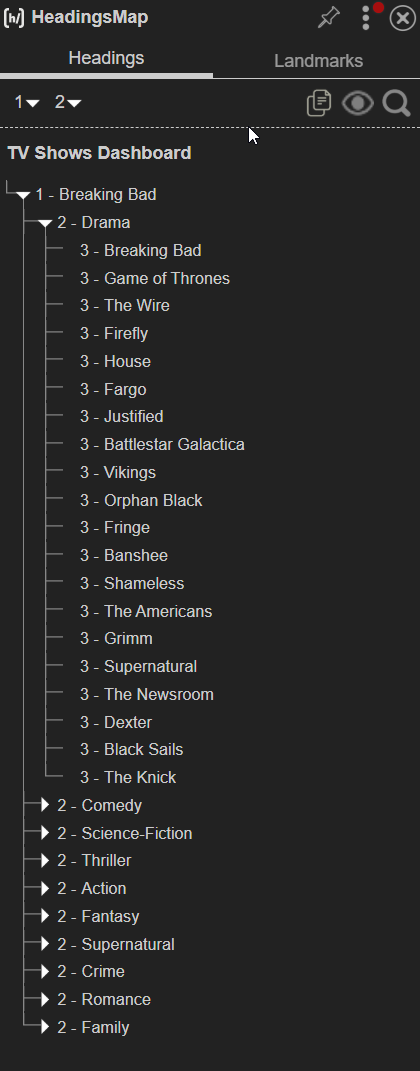 [h/] HeadingsMap
Headings
Landmarks
1 2
TV Shows Dashboard
1 - Breaking Bad
2 - Drama
3 - Breaking Bad
3 - Game of Thrones
3 - The Wire
3 - Firefly
3 - House
3 - Fargo
3 - Justified
3 - Battlestar Galactica
3 - Vikings
3 - Orphan Black
3 - Fringe
3 - Banshee
3 - Shameless
3 - The Americans
3 - Grimm
3 - Supernatural
3 - The Newsroom
3 - Dexter
3 - Black Sails
3 - The Knick
2 - Comedy
2 - Science-Fiction
2 - Thriller
2 - Action
2 - Fantasy
2 - Supernatural
2 - Crime
2 - Romance
2 - Family